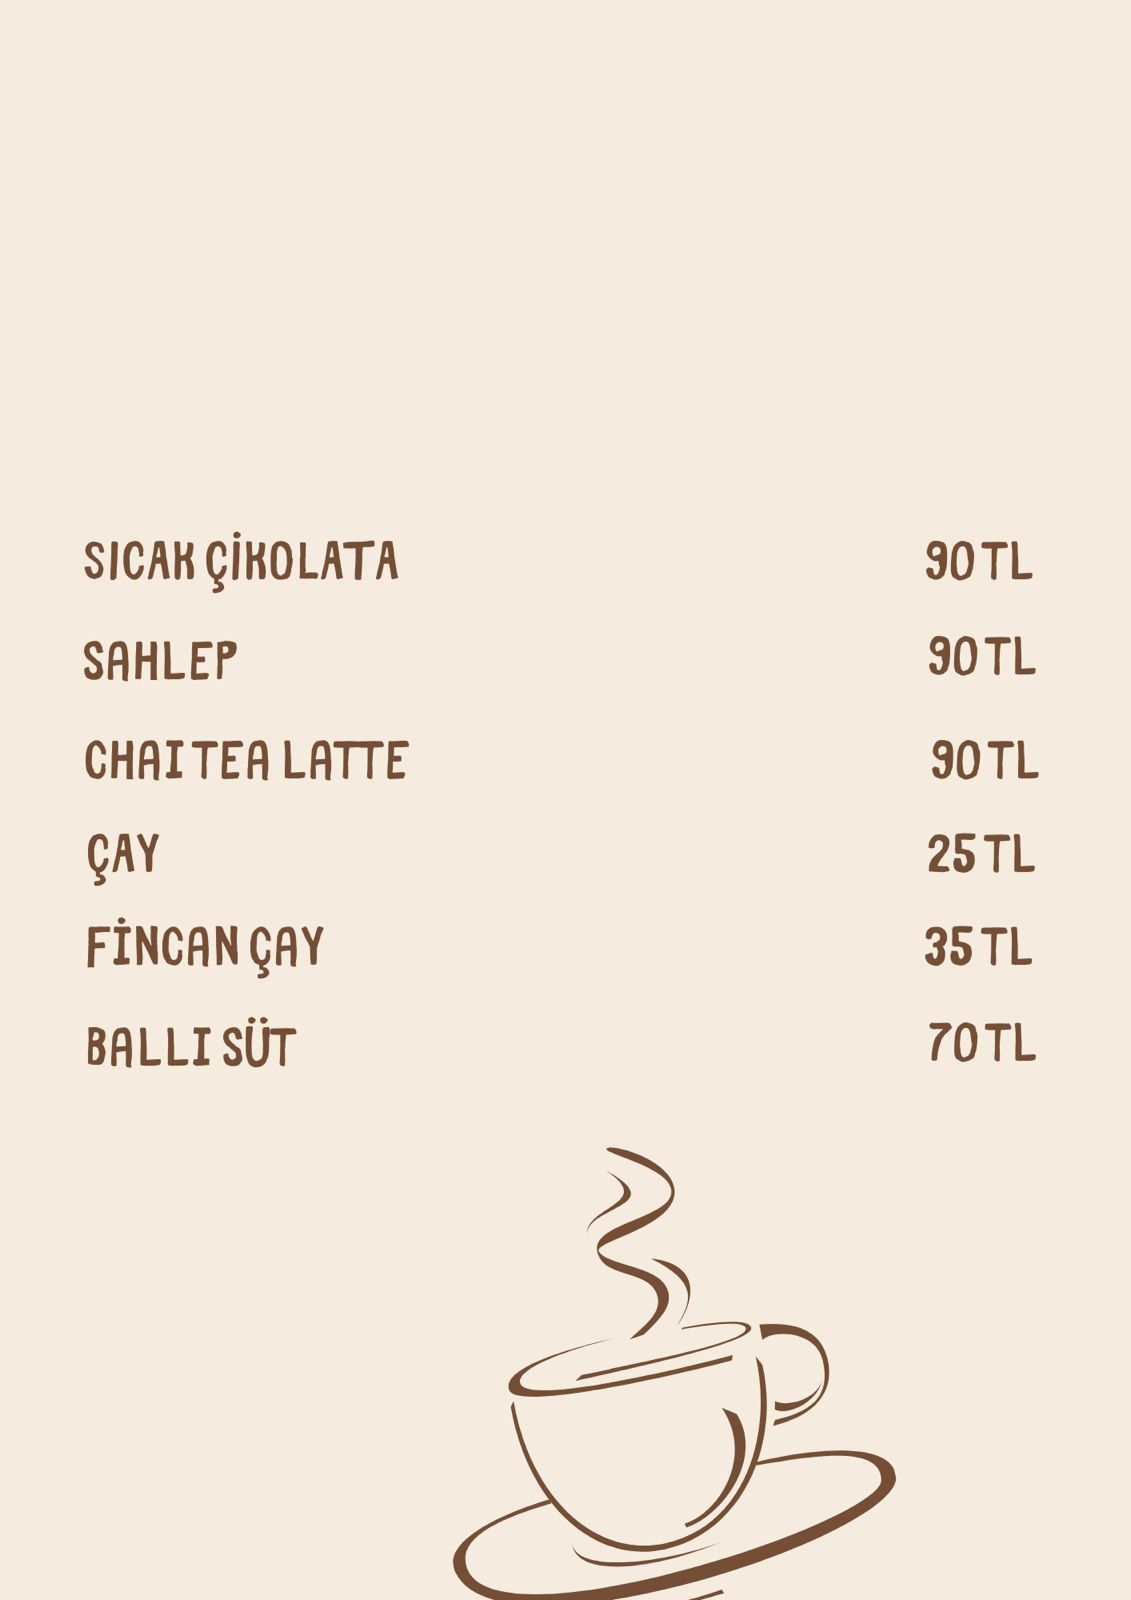 SICAK ÇİKOLATA 90 TL
SAHLEP 90 TL
CHAI TEA LATTE 90 TL
ÇAY 25 TL
FİNCAN ÇAY 35 TL
BALLI SÜT 70 TL